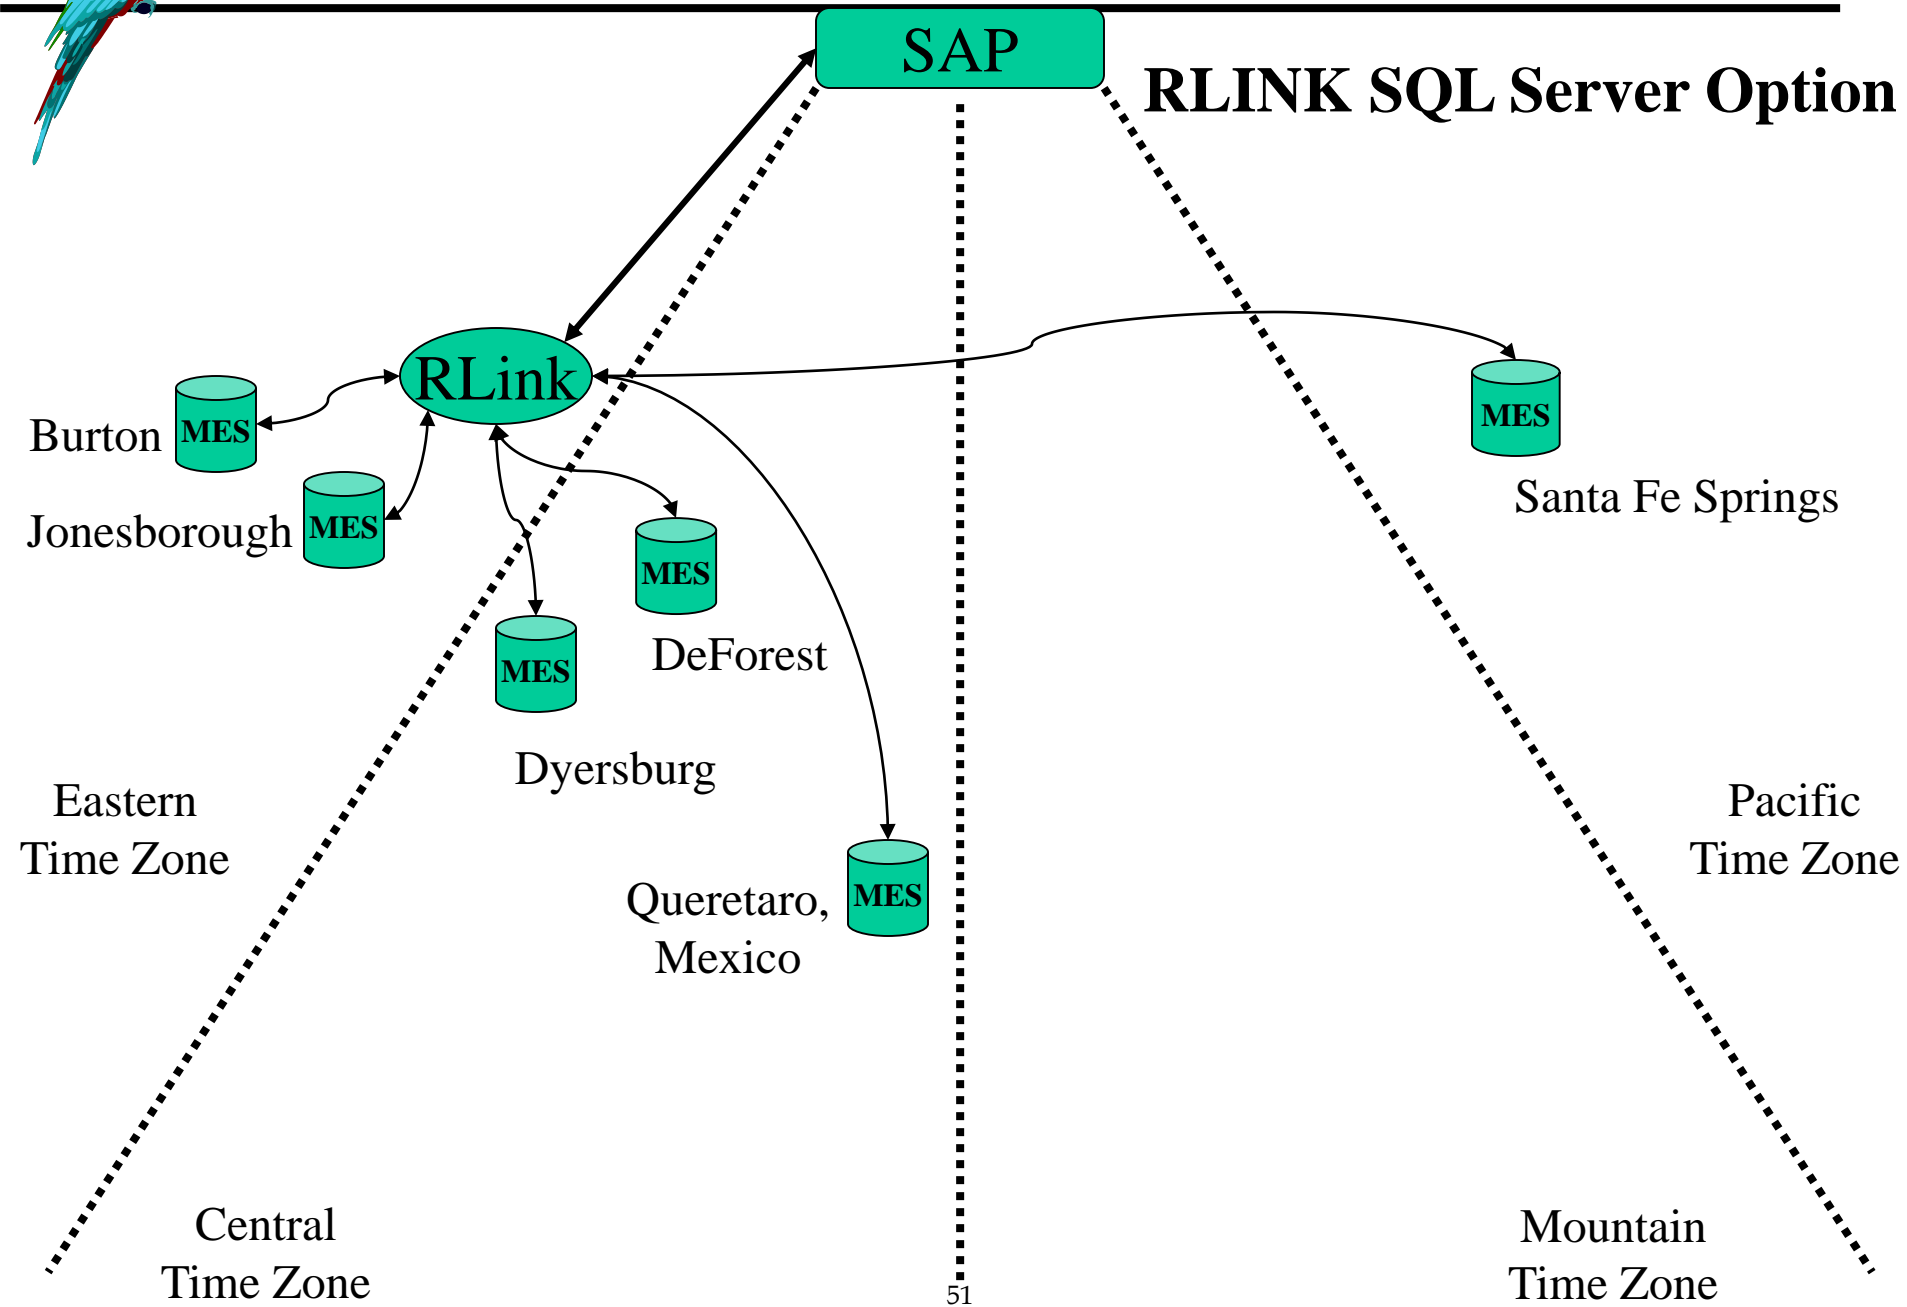 SAP
RLINK SQL Server Option
RLink
MES
Burton
MES
Santa Fe Springs
MES
Jonesborough
MES
DeForest
MES
Dyersburg
Eastern
Time Zone
Pacific
Time Zone
MES
Queretaro,
Mexico
Central
Time Zone
Mountain
Time Zone
51